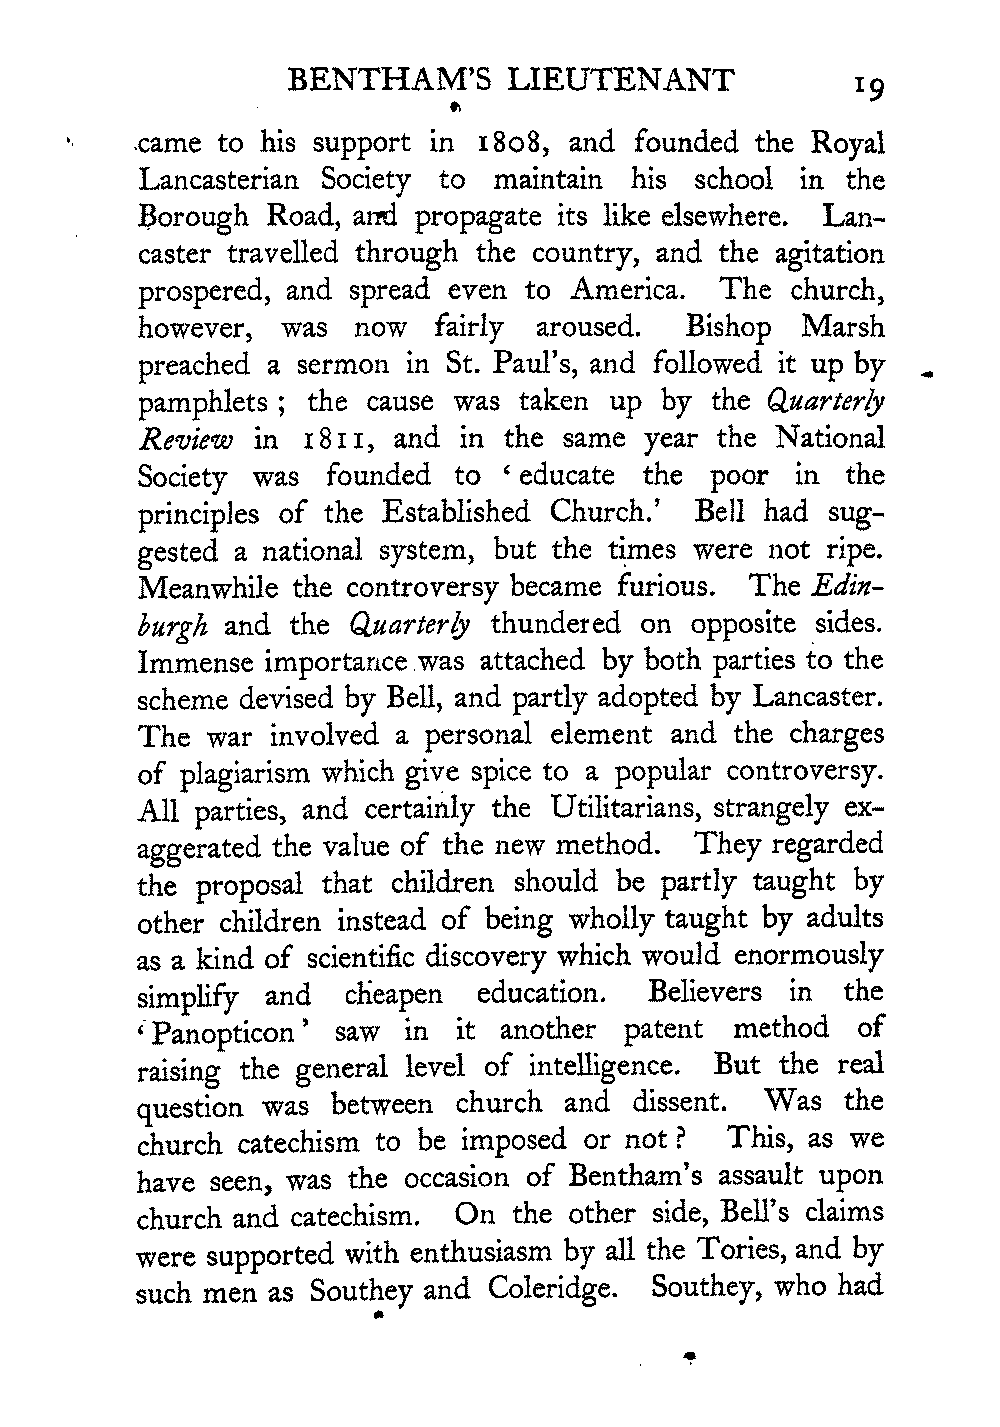 BENTHAM'S LIEUTENANT 19
came to his support in 1808, and founded the Royal
Lancasterian Society to maintain his school in the
Borough Road, and propagate its like elsewhere. Lan-
caster travelled through the country, and the agitation
prospered, and spread even to America. The church,
however, was now fairly aroused. Bishop Marsh
preached a sermon in St. Paul's, and followed it up by
pamphlets ; the cause was taken up by the Quarterly
Review in 1811, and in the same year the National
Society was founded to ‘ educate the poor in the
principles of the Established Church.’ Bell had sug-
gested a national system, but the times were not ripe.
Meanwhile the controversy became furious. The Edin-
burgh and the Quarterly thundered on opposite sides.
Immense importance was attached by both parties to the
scheme devised by Bell, and partly adopted by Lancaster.
The war involved a personal element and the charges
of plagiarism which give spice to a popular controversy.
All parties, and certainly the Utilitarians, strangely ex-
aggerated the value of the new method. They regarded
the proposal that children should be partly taught by
other children instead of being wholly taught by adults
as a kind of scientific discovery which would enormously
simplify and cheapen education. Believers in the
‘ Panopticon ’ saw in it another patent method of
raising the general level of intelligence. But the real
question was between church and dissent. Was the
church catechism to be imposed or not ? This, as we
have seen, was the occasion of Bentham's assault upon
church and catechism. On the other side, Bell's claims
were supported with enthusiasm by all the Tories, and by
such men as Southey and Coleridge. Southey, who had